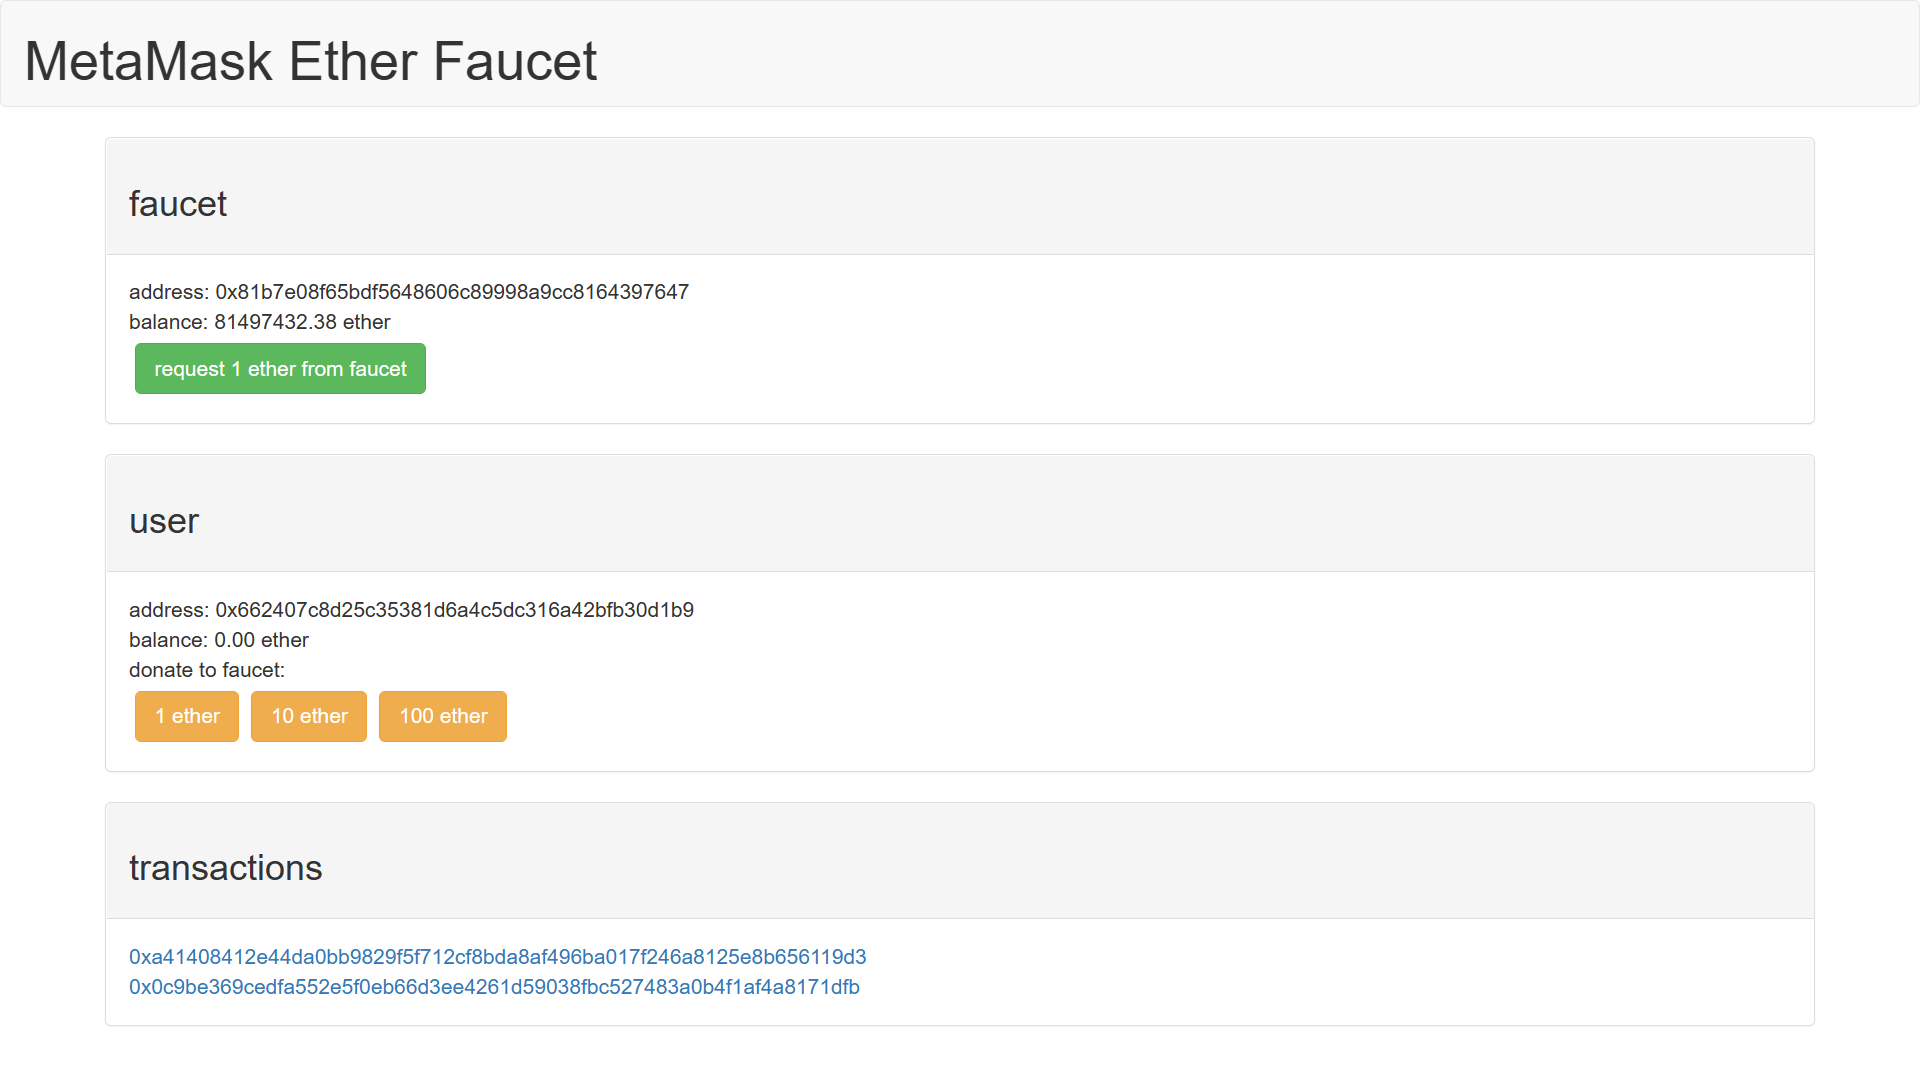 MetaMask Ether Faucet
faucet
address: 0x81b7e08f65bdf5648606c89998a9cc8164397647
balance: 81497432.38 ether
request 1 ether from faucet
user
address: 0x662407c8d25c35381d6a4c5dc316a42bfb30d1b9
balance: 0.00 ether
donate to faucet:
1 ether 10 ether 100 ether
transactions
0xa41408412e44da0bb9829f5f712cf8bda8af496ba017f246a8125e8b656119d3
0x0c9be369cedfa552e5f0eb66d3ee4261d59038fbc527483a0b4f1af4a8171dfb